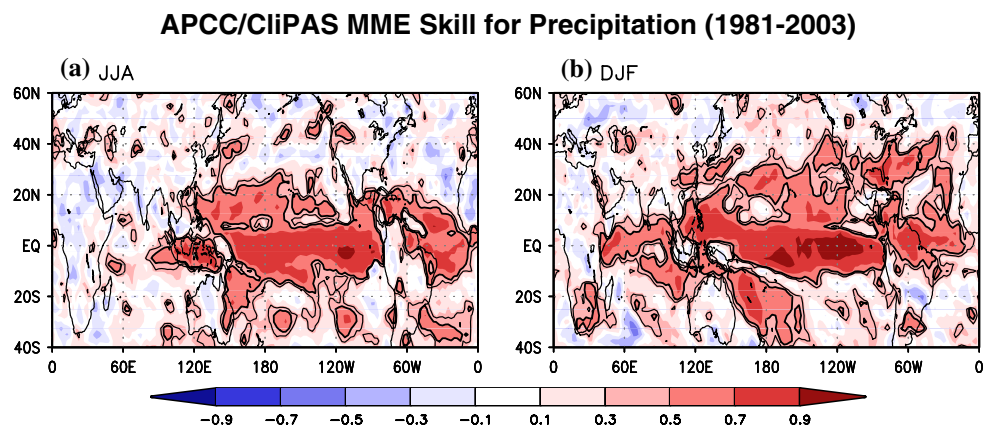 APCC/CliPAS MME Skill for Precipitation (1981-2003)
(a) JJA
(b) DJF
60N
40N
20N
EQ
20S
40S
0 60E 120E 180 120W 60W 0
60N
40N
20N
EQ
20S
40S
0 60E 120E 180 120W 60W 0
−0.9 −0.7 −0.5 −0.3 −0.1 0.1 0.3 0.5 0.7 0.9